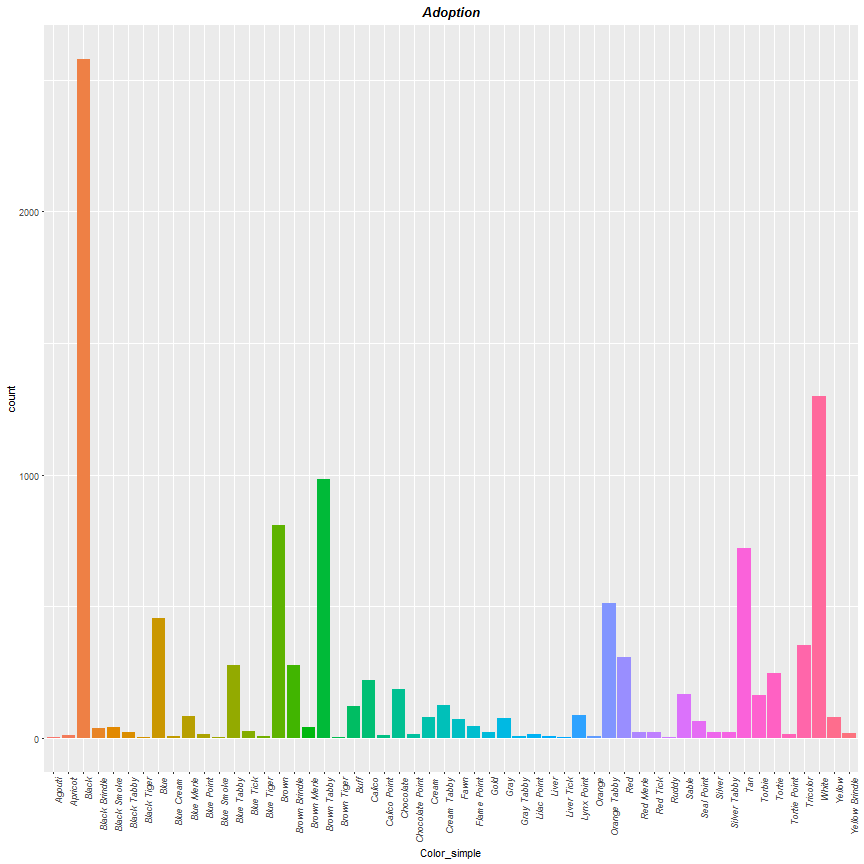 Adoption
count
2000
1000
0
Agouti
Apricot
Black
Black Brindle
Black Smoke
Black Tabby
Black Tiger
Blue
Blue Cream
Blue Merle
Blue Point
Blue Smoke
Blue Tabby
Blue Tick
Blue Tiger
Brown
Brown Brindle
Brown Merle
Brown Tabby
Brown Tiger
Buff
Calico
Calico Point
Chocolate
Chocolate Point
Cream
Cream Tabby
Fawn
Flame Point
Gold
Gray
Gray Tabby
Lilac Point
Liver
Liver Tick
Lynx Point
Orange
Orange Tabby
Red
Red Merle
Red Tick
Ruddy
Sable
Seal Point
Silver
Silver Tabby
Tan
Torbie
Tortie
Tortie Point
Tricolor
White
Yellow
Yellow Brindle
Color_simple